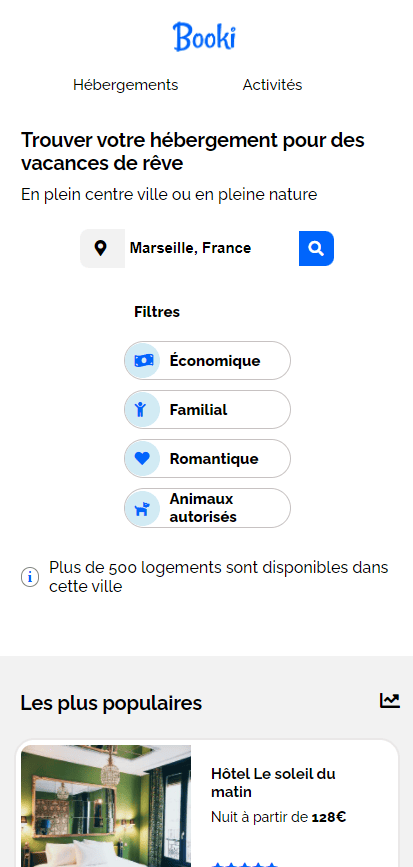 Booki
Hébergements Activités
Trouver votre hébergement pour des
vacances de rêve
En plein centre ville ou en pleine nature
Marseille, France
Filtres
Économique
Familial
Romantique
Animaux
autorisés
i Plus de 500 logements sont disponibles dans
cette ville
Les plus populaires
Hôtel Le soleil du
matin
Nuit à partir de 128€